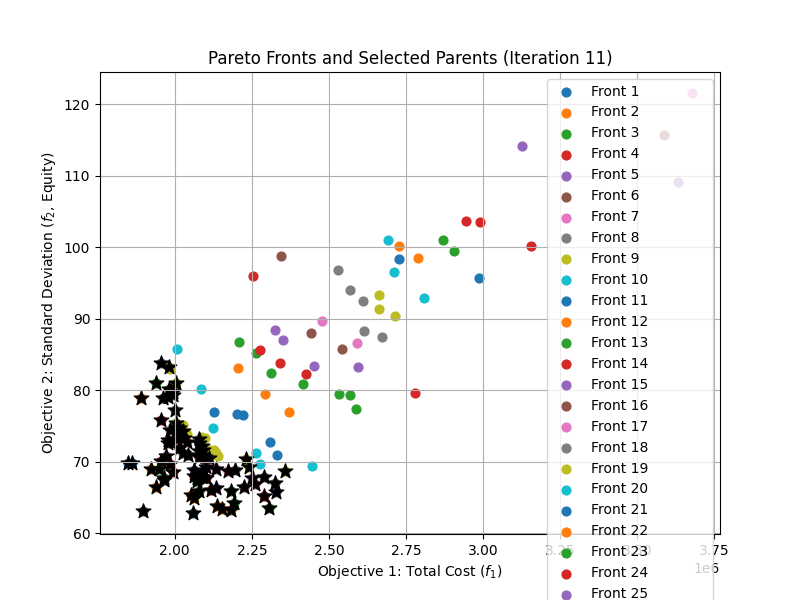 Pareto Fronts and Selected Parents (Iteration 11)
Objective 2: Standard Deviation (f₂, Equity)
120
110
100
90
80
70
60
2.00
2.25
2.50
2.75
3.00
3.25
3.50
3.75
1e6
Objective 1: Total Cost (f₁)
Front 1
Front 2
Front 3
Front 4
Front 5
Front 6
Front 7
Front 8
Front 9
Front 10
Front 11
Front 12
Front 13
Front 14
Front 15
Front 16
Front 17
Front 18
Front 19
Front 20
Front 21
Front 22
Front 23
Front 24
Front 25